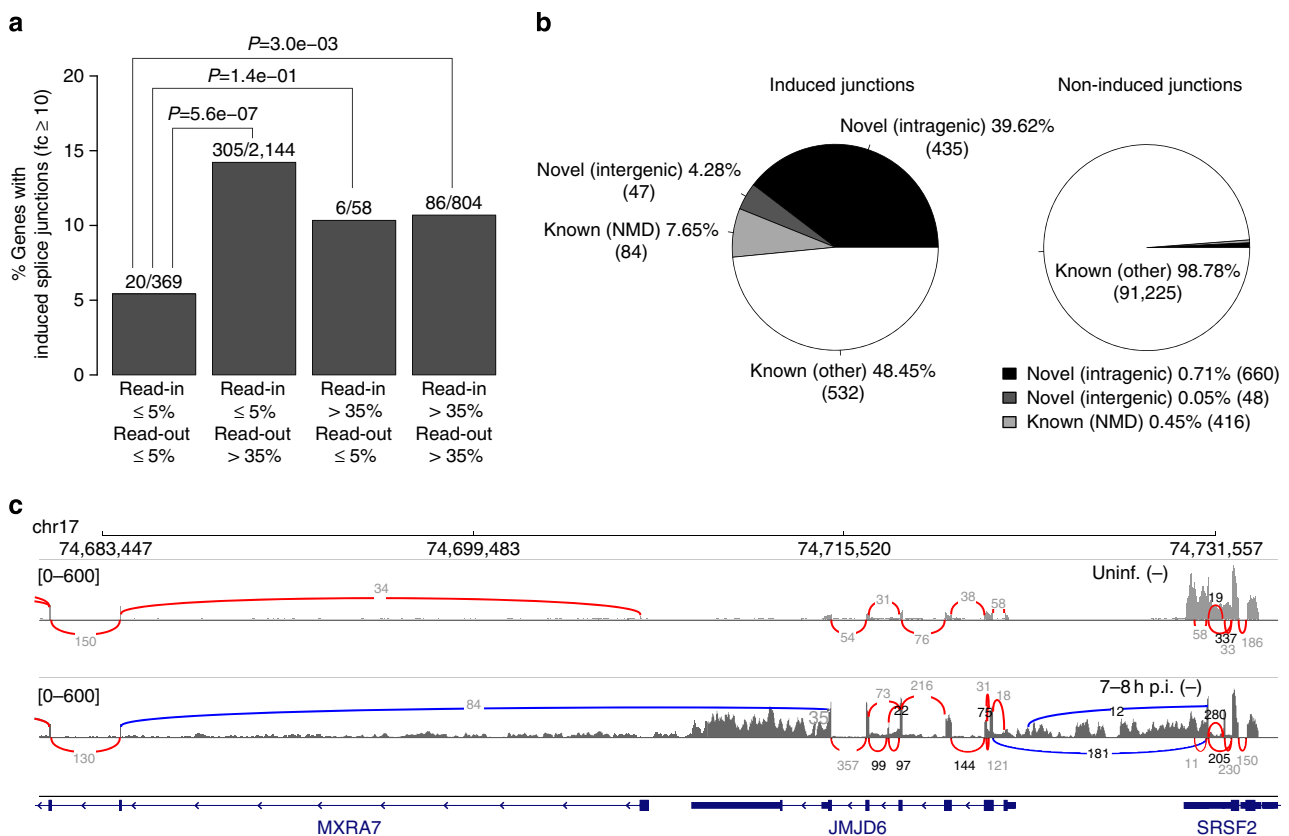 a
P=3.0e−03
P=1.4e−01
P=5.6e−07
% Genes with
induced splice junctions (fc ≥ 10)
20
15
10
5
0
20/369
305/2,144
6/58
86/804
Read-in
≤ 5%
Read-out
≤ 5%
Read-in
≤ 5%
Read-out
> 35%
Read-in
> 35%
Read-out
≤ 5%
Read-in
> 35%
Read-out
> 35%
b
Induced junctions
Novel (intragenic) 39.62%
(435)
Novel (intergenic) 4.28%
(47)
Known (NMD) 7.65%
(84)
Known (other) 48.45%
(532)
Non-induced junctions
Known (other) 98.78%
(91,225)
Novel (intragenic) 0.71% (660)
Novel (intergenic) 0.05% (48)
Known (NMD) 0.45% (416)
c
chr17
74,683,447 74,699,483 74,715,520 74,731,557
[0–600]
Uninf. (–)
34 31 38 58 19
150 54 76 58 337 33 186
[0–600]
7–8 h p.i. (–)
84 35 73 22 216 31 75 18 12 280
130 357 99 97 144 121 181 11 205 230 150
MXRA7 JMJD6 SRSF2